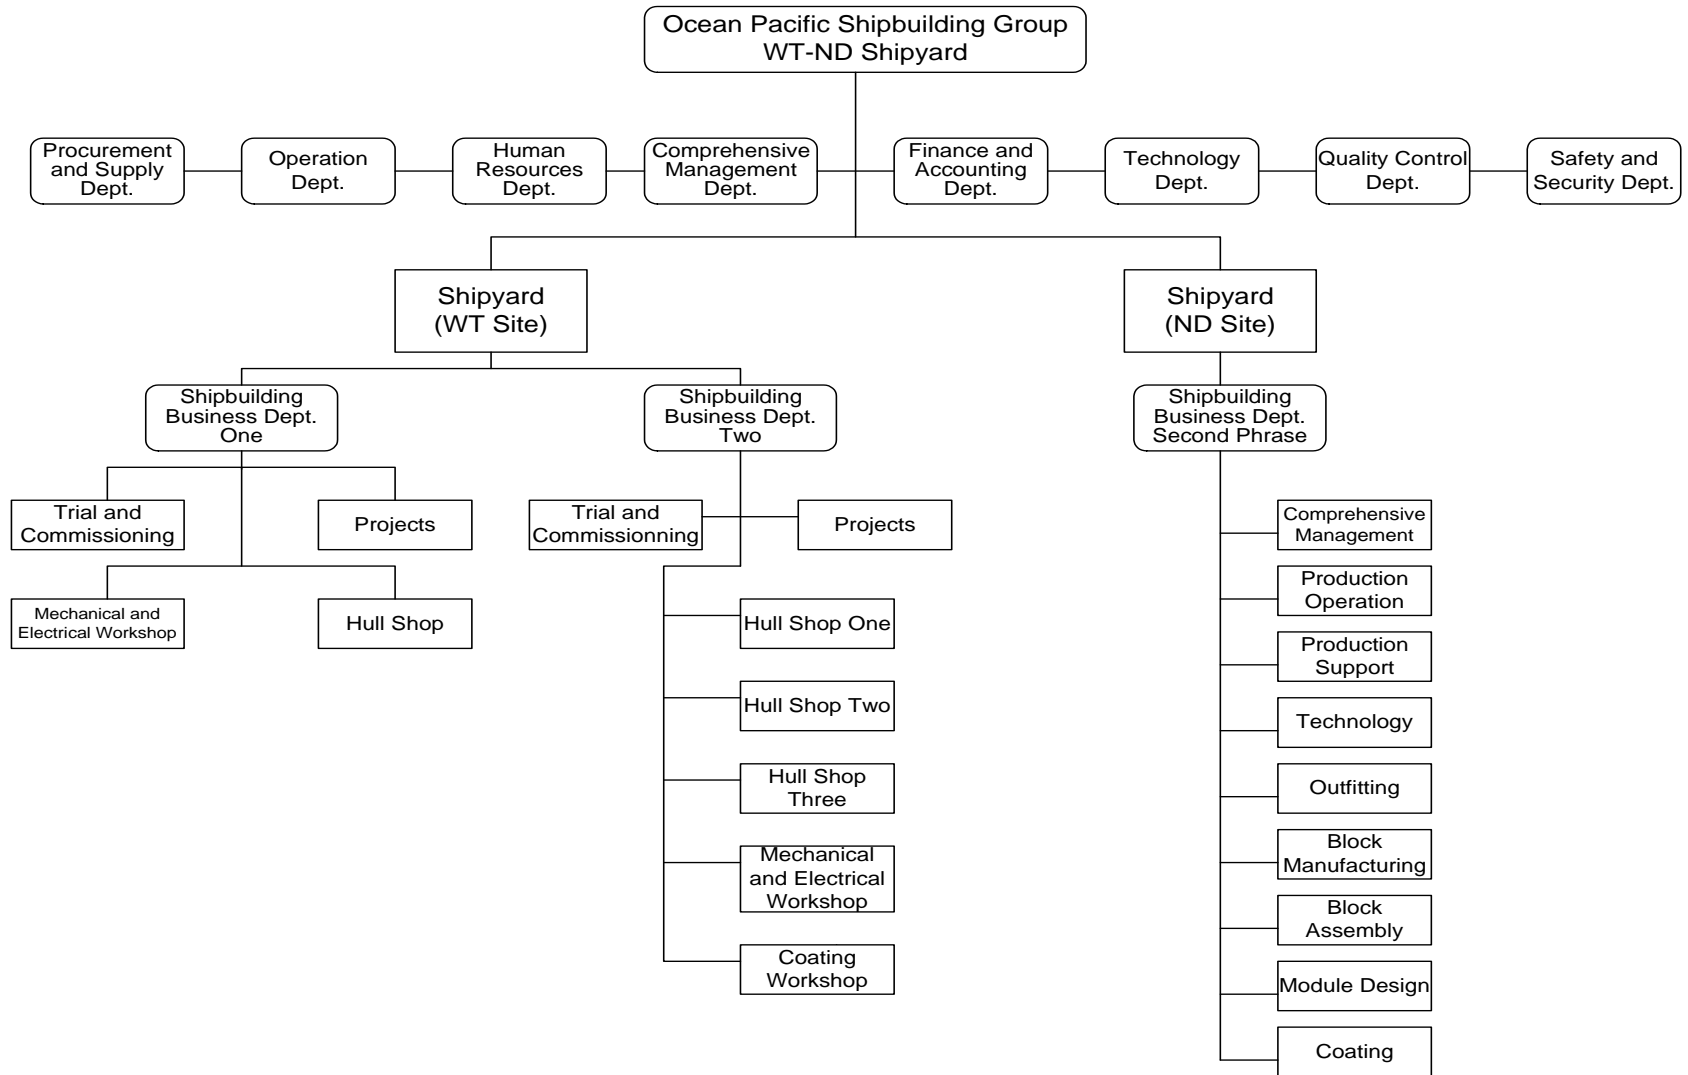 Ocean Pacific Shipbuilding Group
WT-ND Shipyard
Procurement
and Supply
Dept.
Operation
Dept.
Human
Resources
Dept.
Comprehensive
Management
Dept.
Finance and
Accounting
Dept.
Technology
Dept.
Quality Control
Dept.
Safety and
Security Dept.
Shipyard
(WT Site)
Shipyard
(ND Site)
Shipbuilding
Business Dept.
One
Shipbuilding
Business Dept.
Two
Shipbuilding
Business Dept.
Second Phrase
Trial and
Commissioning
Projects
Mechanical and
Electrical Workshop
Hull Shop
Trial and
Commissionning
Projects
Hull Shop One
Hull Shop Two
Hull Shop
Three
Mechanical
and Electrical
Workshop
Coating
Workshop
Comprehensive
Management
Production
Operation
Production
Support
Technology
Outfitting
Block
Manufacturing
Block
Assembly
Module Design
Coating